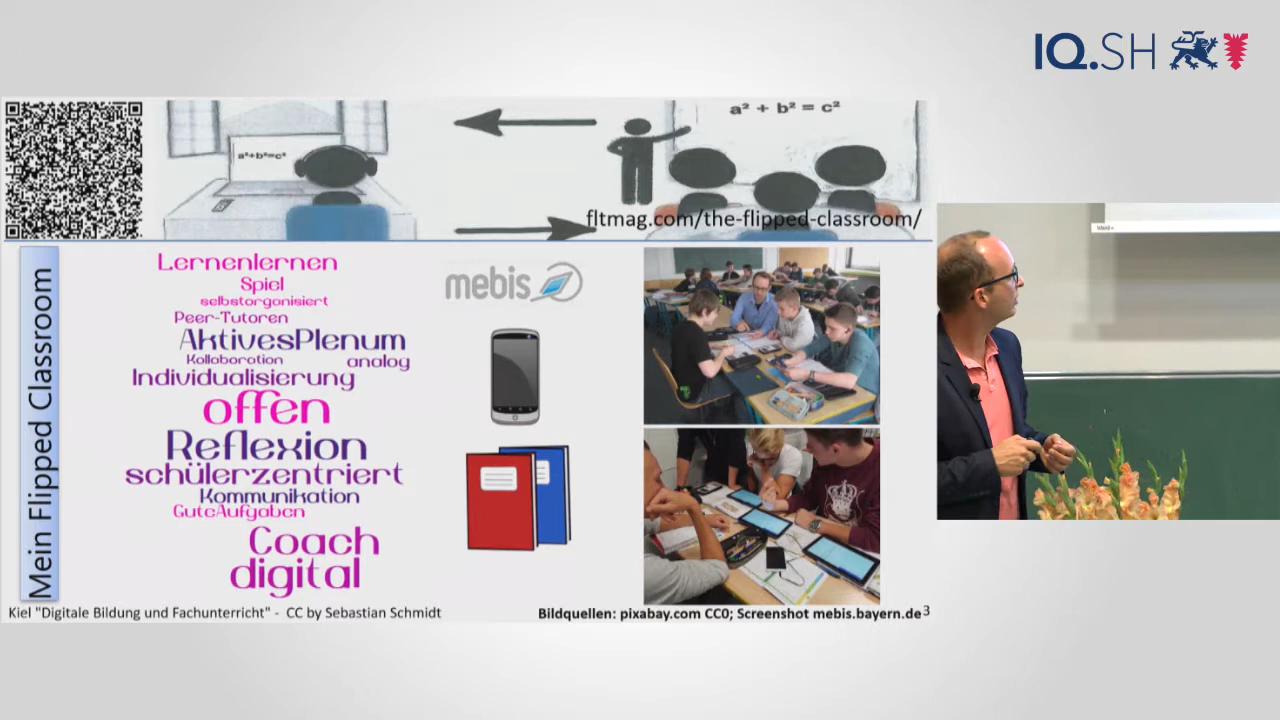 IQ.SH
a² + b² = c²
a²+b²=c²
fltmag.com/the-flipped-classroom/
Mein Flipped Classroom
Lernenlernen
Spiel
selbstorganisiert
Peer-Tutoren
AktivesPlenum
Kollaboration
analog
Individualisierung
offen
Reflexion
schülerzentriert
Kommunikation
GuteAufgaben
Coach
digital
mebis
Kiel "Digitale Bildung und Fachunterricht" - CC by Sebastian Schmidt
Bildquellen: pixabay.com CC0; Screenshot mebis.bayern.de
3